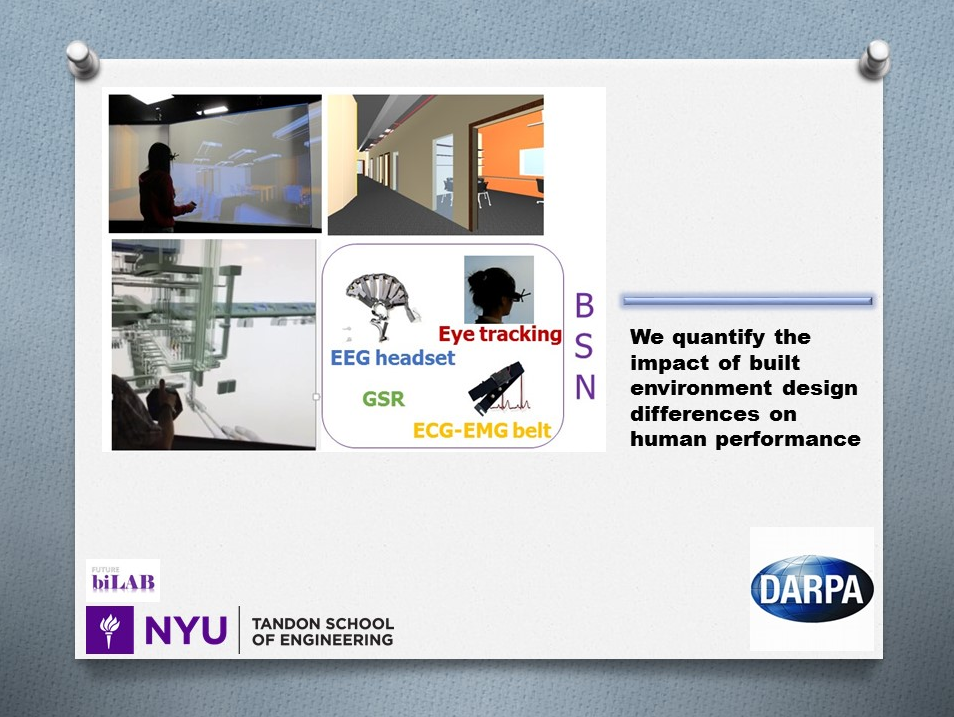 Eye tracking
EEG headset
GSR
ECG-EMG belt
B
S
N
We quantify the
impact of built
environment design
differences on
human performance
FUTURE
biLAB
NYU
TANDON SCHOOL
OF ENGINEERING
DARPA